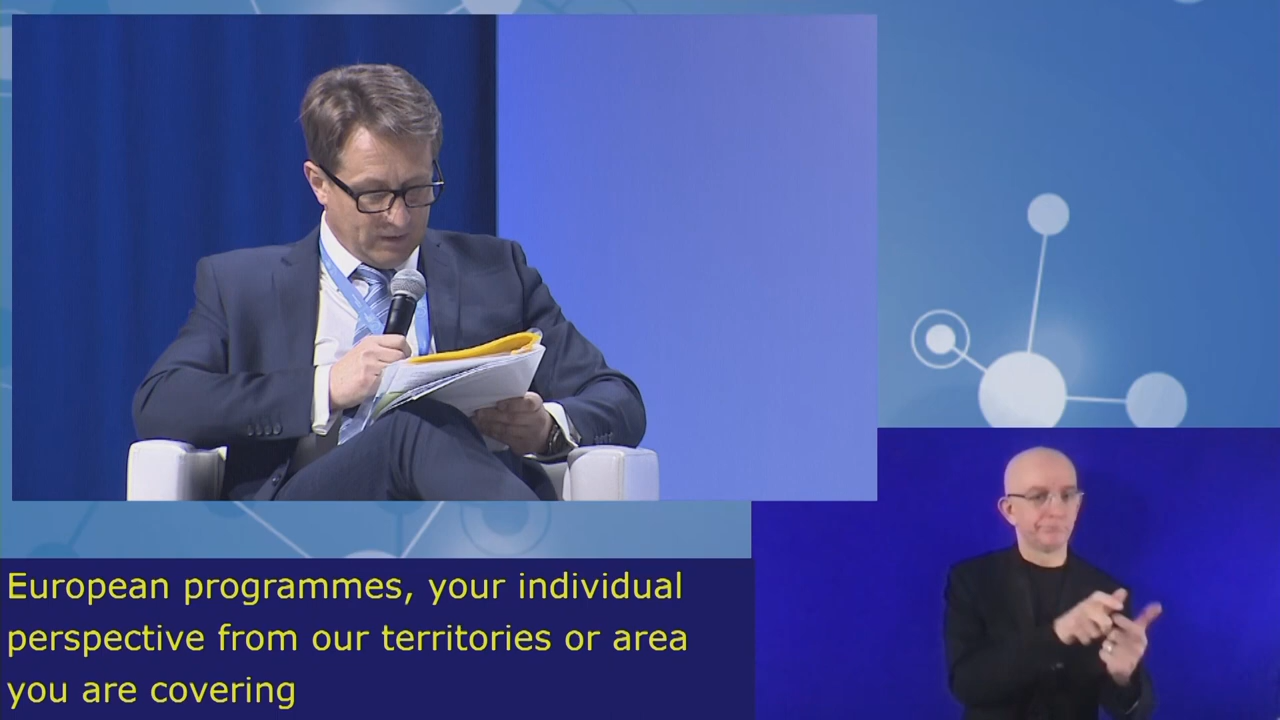 European programmes, your individual
perspective from our territories or area
you are covering